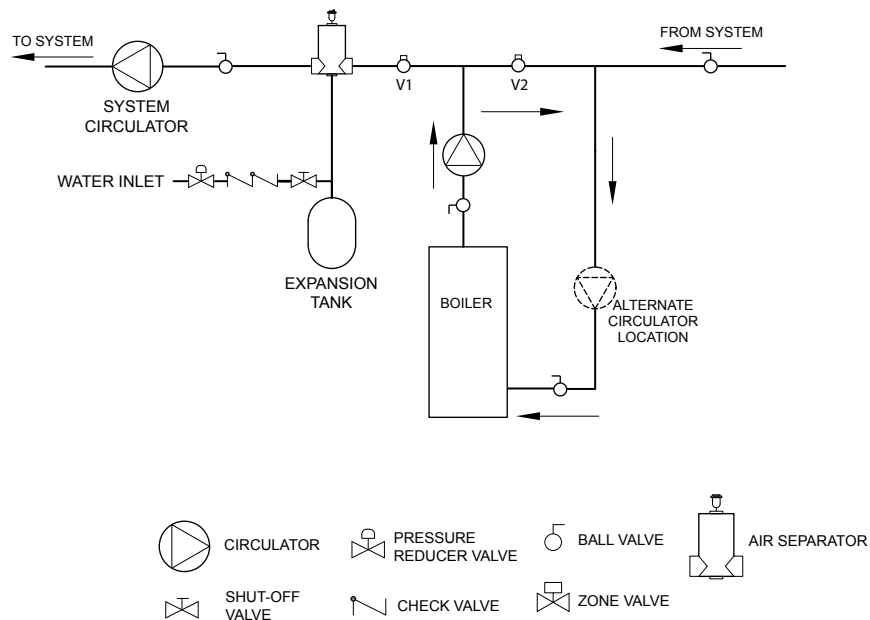 TO SYSTEM
FROM SYSTEM
V1
V2
SYSTEM
CIRCULATOR
WATER INLET
EXPANSION
TANK
BOILER
ALTERNATE
CIRCULATOR
LOCATION
CIRCULATOR
PRESSURE
REDUCER VALVE
BALL VALVE
AIR SEPARATOR
SHUT-OFF
VALVE
CHECK VALVE
ZONE VALVE